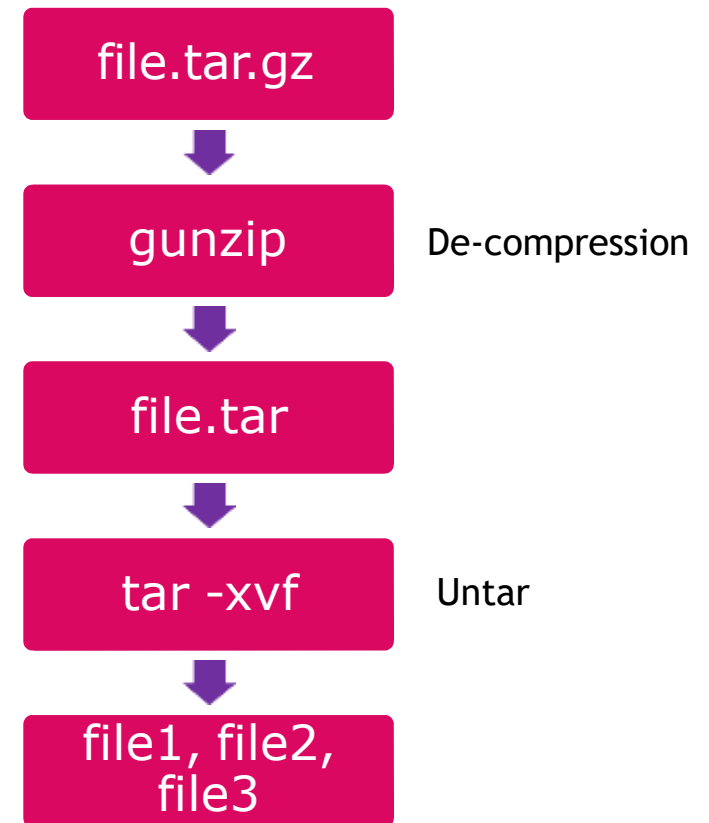 file.tar.gz
gunzip
De-compression
file.tar
tar -xvf
Untar
file1, file2,
file3